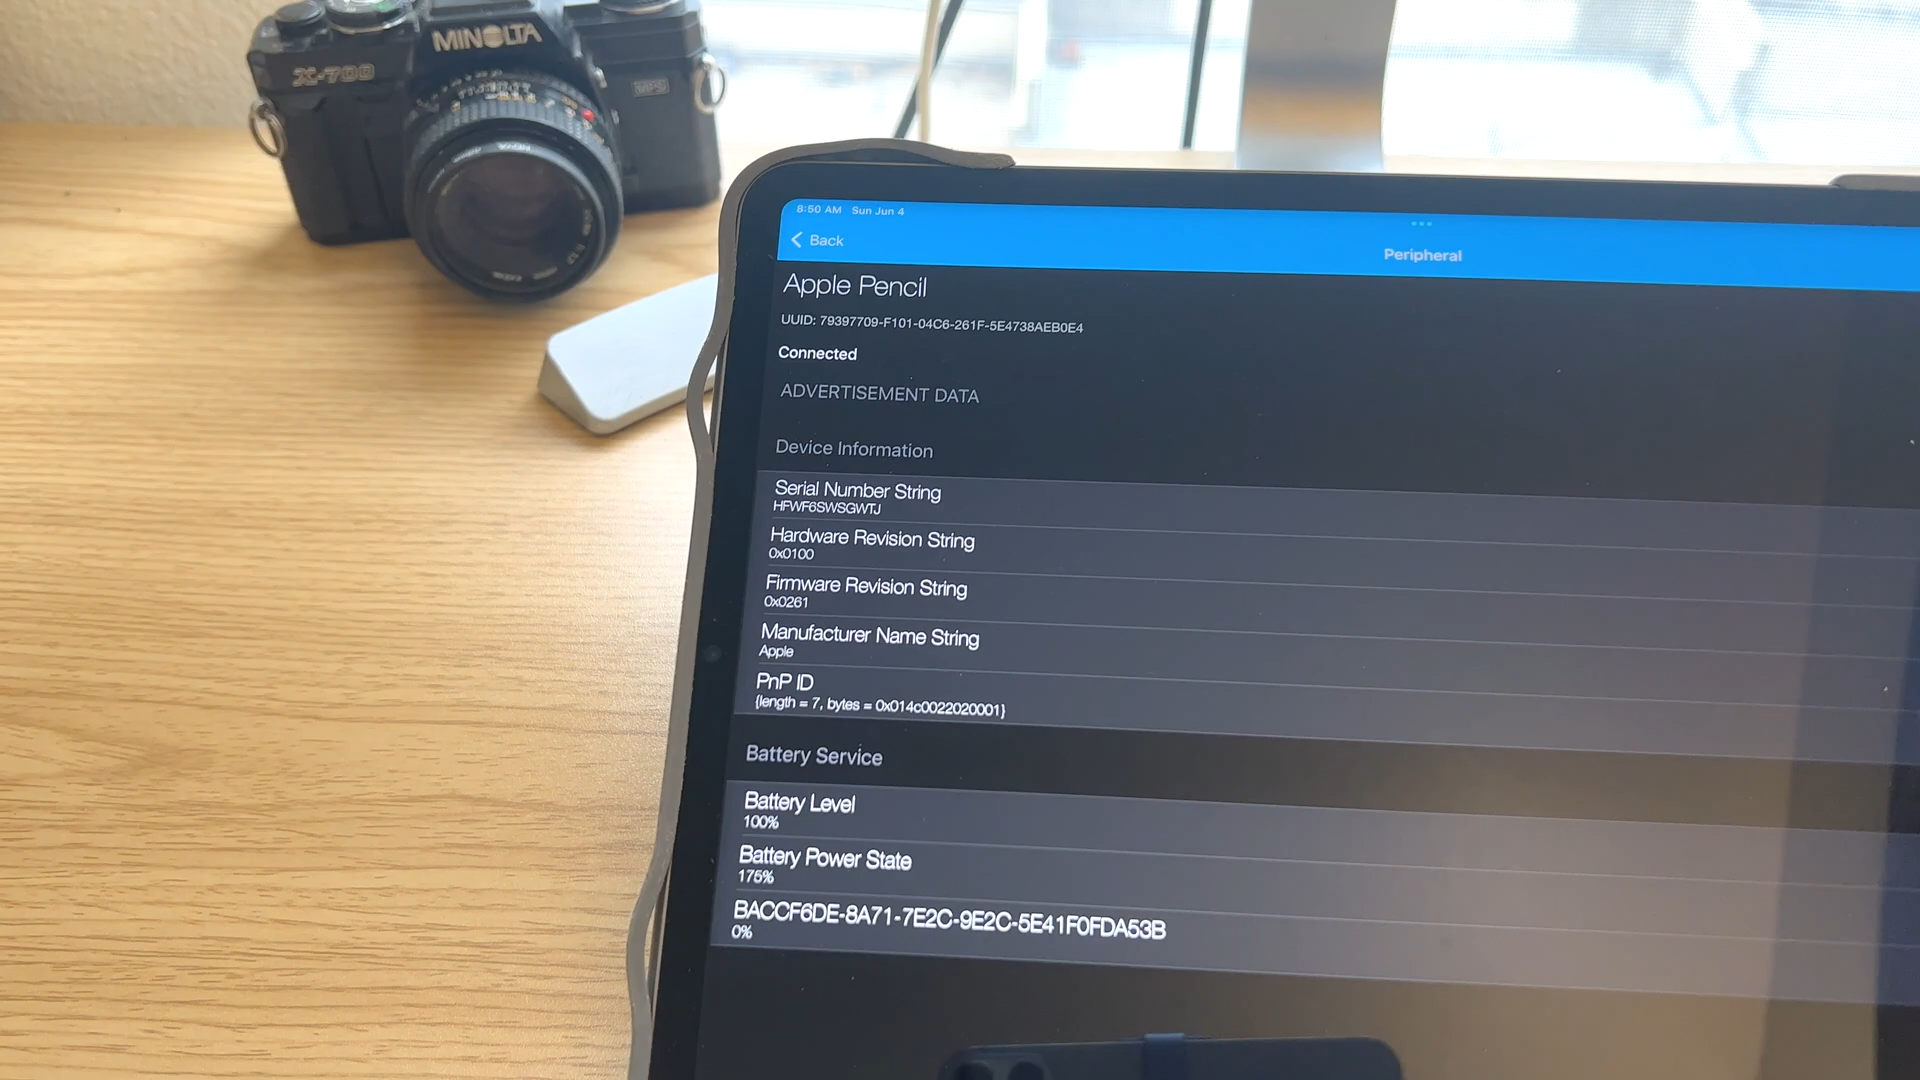 MINOLTA
X-700
MPS
8:50 AM Sun Jun 4
Back
Peripheral
Apple Pencil
UUID: 79397709-F101-04C6-261F-5E4738AEB0E4
Connected
ADVERTISEMENT DATA
Device Information
Serial Number String
HFWF6SWSGWTJ
Hardware Revision String
0x0100
Firmware Revision String
0x0261
Manufacturer Name String
Apple
PnP ID
{length = 7, bytes = 0x014c0022020001}
Battery Service
Battery Level
100%
Battery Power State
175%
BACCF6DE-8A71-7E2C-9E2C-5E41F0FDA53B
0%